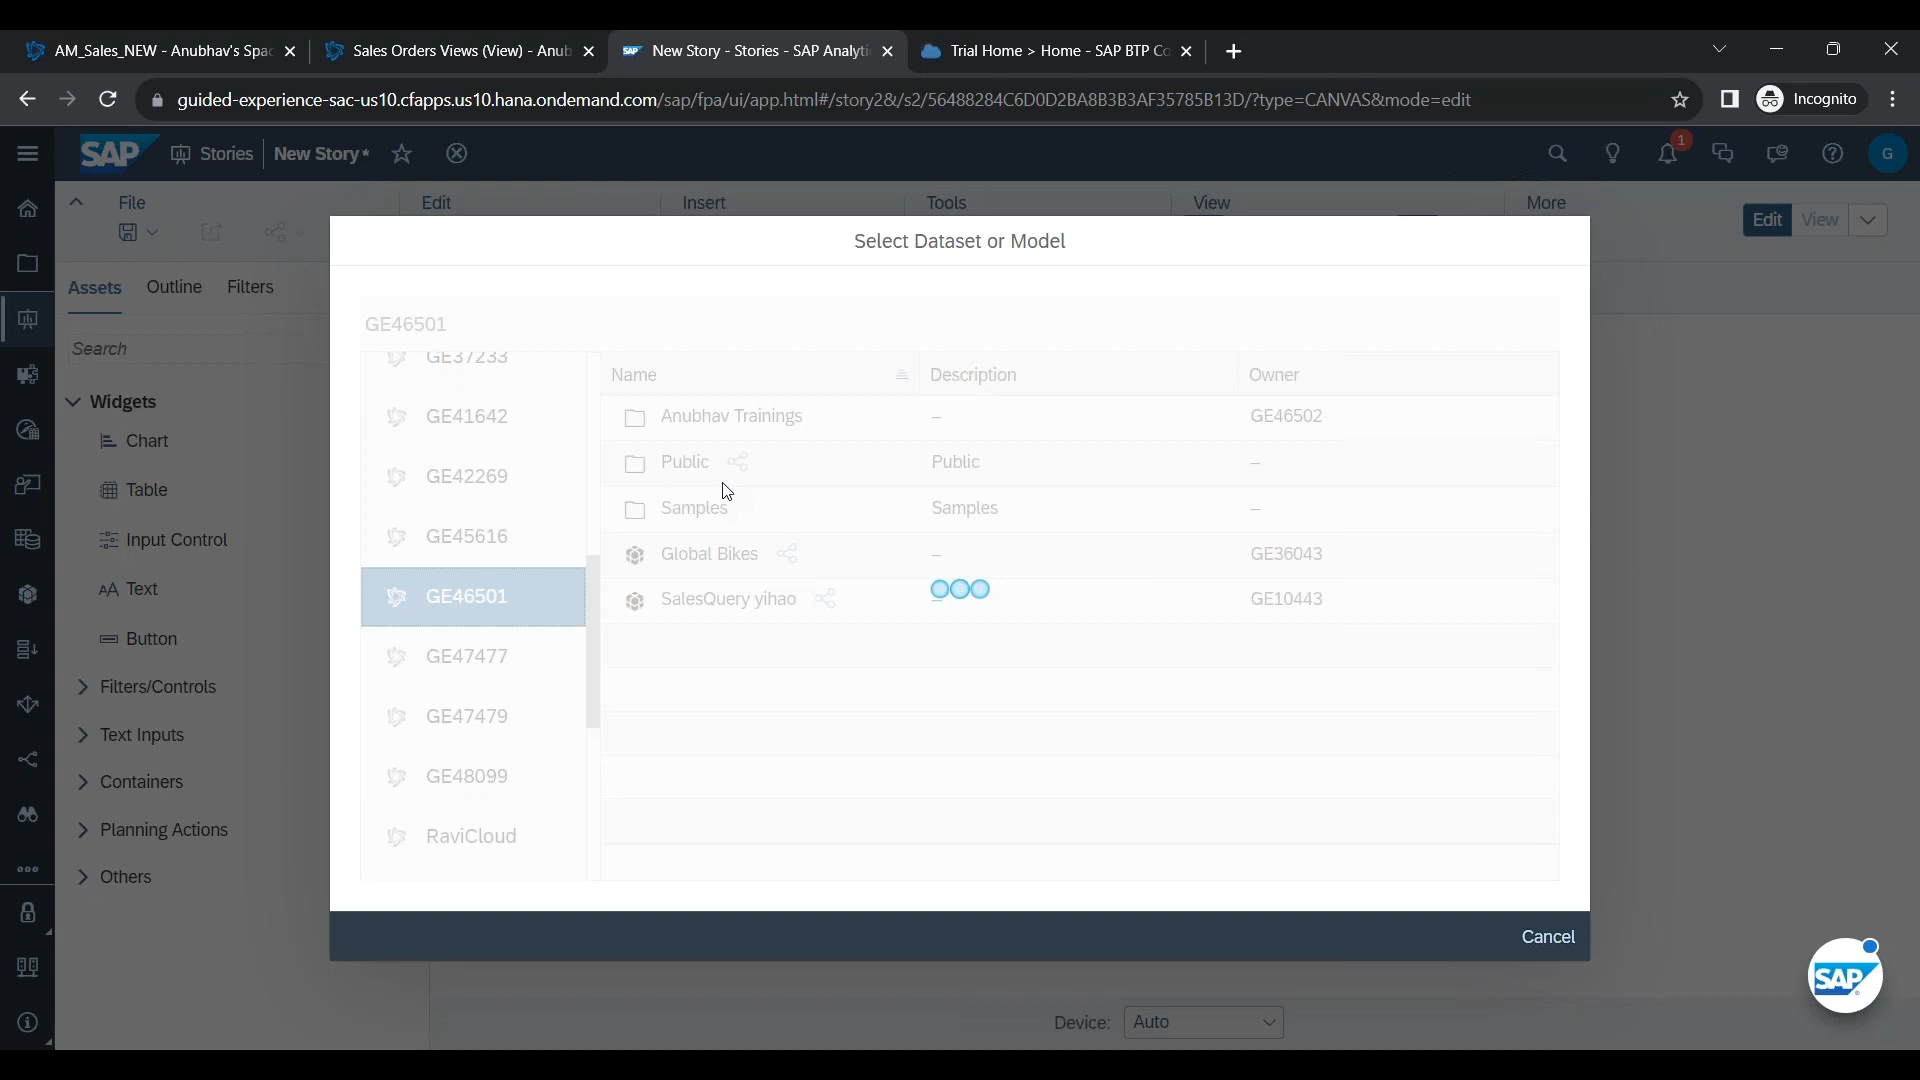 AM_Sales_NEW - Anubhav's Spac
Sales Orders Views (View) - Anub
New Story - Stories - SAP Analyti
Trial Home > Home - SAP BTP Co
guided-experience-sac-us10.cfapps.us10.hana.ondemand.com/sap/fpa/ui/app.html#/story2&/s2/56488284C6D0D2BA8B3B3AF35785B13D/?type=CANVAS&mode=edit
Incognito
SAP Stories New Story*
1
G
File Edit Insert Tools View More
Edit View
Select Dataset or Model
Assets Outline Filters
Search
Widgets
Chart
Table
Input Control
Text
Button
Filters/Controls
Text Inputs
Containers
Planning Actions
Others
GE46501
GE37233
GE41642
GE42269
GE45616
GE46501
GE47477
GE47479
GE48099
RaviCloud
Name Description Owner
Anubhav Trainings – GE46502
Public Public –
Samples Samples –
Global Bikes – GE36043
SalesQuery yihao – GE10443
Cancel
SAP
Device: Auto